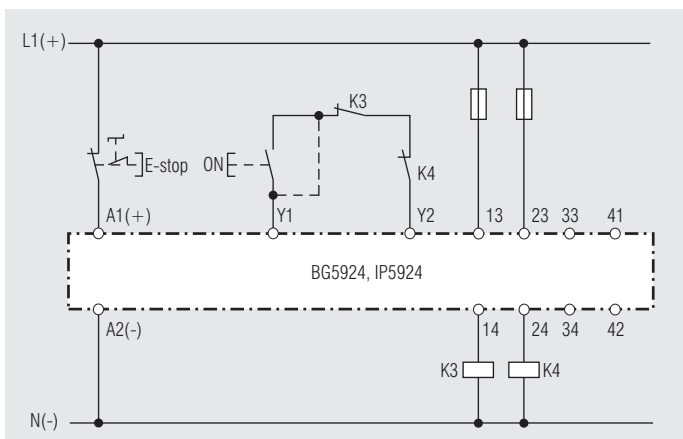 L1(+)
K3
E-stop
ON
K4
A1(+)
Y1
Y2
13
23
33
41
BG5924, IP5924
A2(-)
14
24
34
42
K3
K4
N(-)